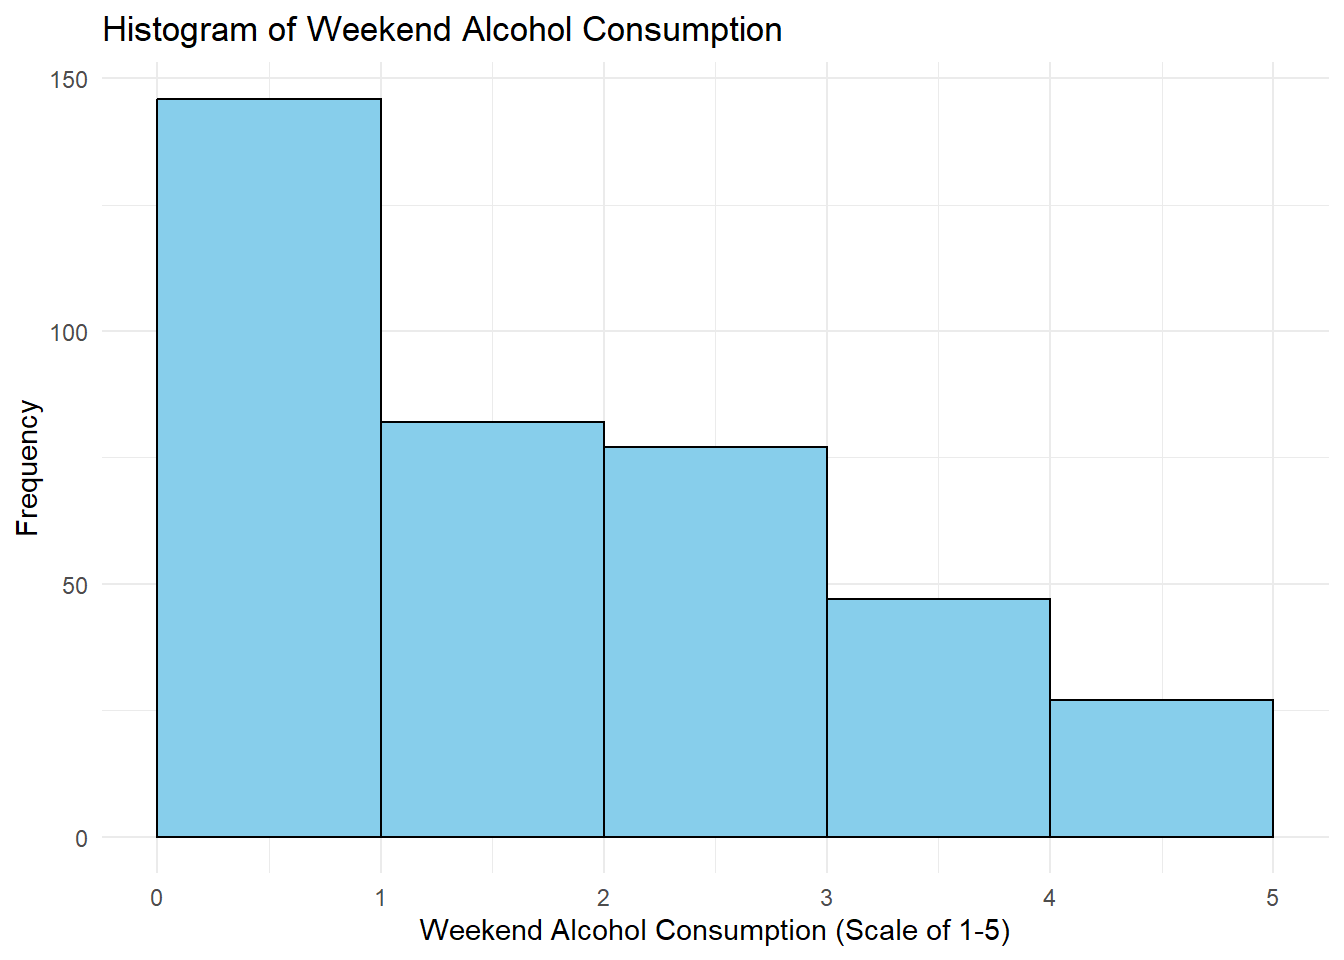 Histogram of Weekend Alcohol Consumption
150
100
50
0
Frequency
0 1 2 3 4 5
Weekend Alcohol Consumption (Scale of 1-5)